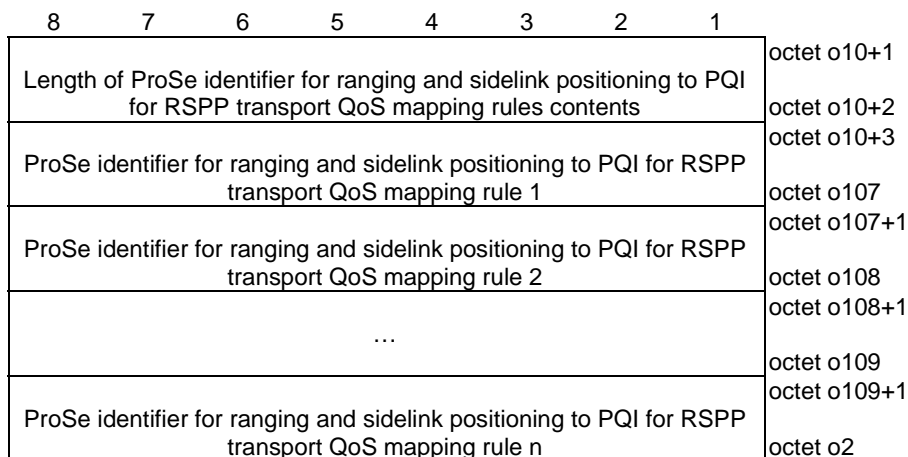 8 7 6 5 4 3 2 1
octet o10+1
Length of ProSe identifier for ranging and sidelink positioning to PQI
for RSPP transport QoS mapping rules contents
octet o10+2
octet o10+3
ProSe identifier for ranging and sidelink positioning to PQI for RSPP
transport QoS mapping rule 1
octet o107
octet o107+1
ProSe identifier for ranging and sidelink positioning to PQI for RSPP
transport QoS mapping rule 2
octet o108
octet o108+1
…
octet o109
octet o109+1
ProSe identifier for ranging and sidelink positioning to PQI for RSPP
transport QoS mapping rule n
octet o2